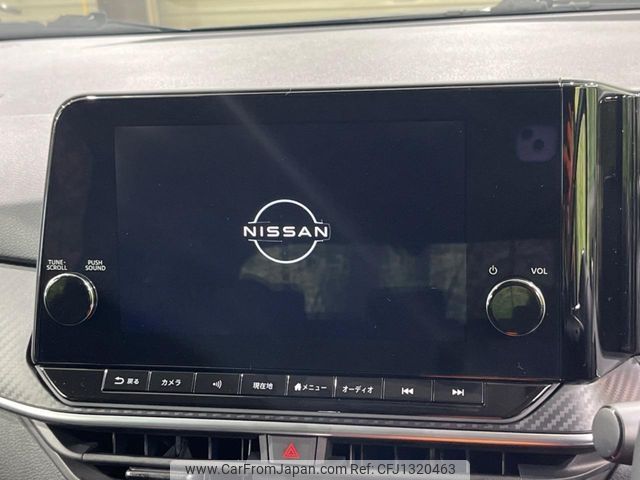 NISSAN
TUNE・SCROLL PUSH SOUND
VOL
戻る カメラ 現在地 メニュー オーディオ
www.CarFromJapan.com - CFJ1320463